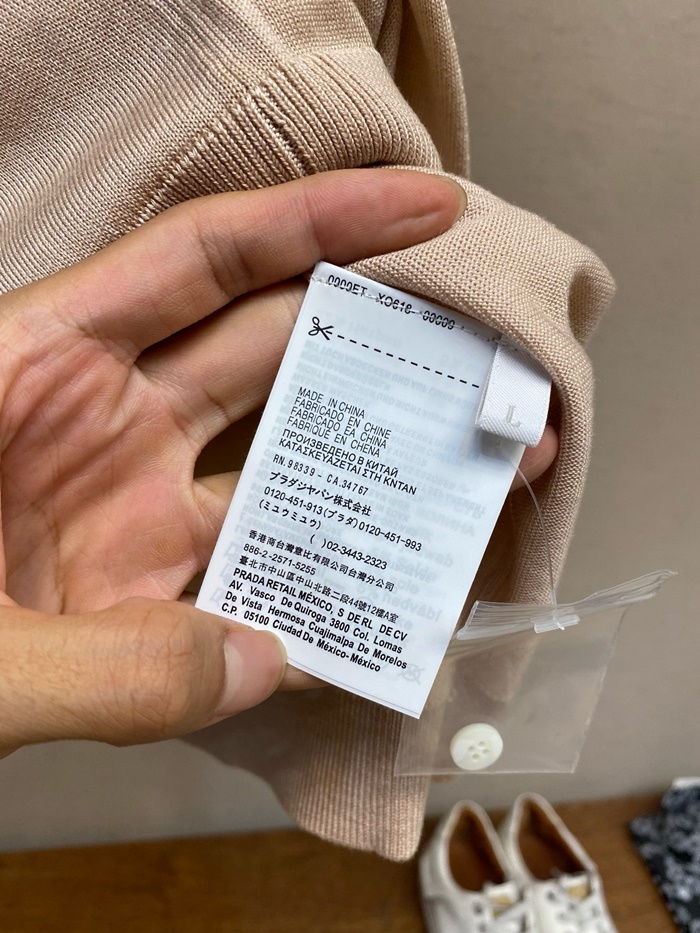 MADE IN CHINA
FABRICADO EN CHINE
FABRICADO EA CHINA
FABRIQUE EN CHENA
ПРОИЗВЕДЕНО В КИТАЙ
ΚΑΤΑΣΚΕΥΑΖΕΤΑΙ ΣΤΗ ΚΝΤΑΝ
RN. 98339 - CA.34767
プラダジャパン株式会社
0120-451-913(プラダ)0120-451-993
(ミュウミュウ)
( )02-3443-2323
香港商台灣意比有限公司台灣分公司
886-2-2571-5255
臺北市中山區中山北路二段44號12樓A室
PRADA RETAIL MÉXICO, S DE RL DE CV
AV. Vasco De Quiroga 3800 Col. Lomas
De Vista Hermosa Cuajimalpa De Morelos
C.P. 05100 Ciudad De México-México
L